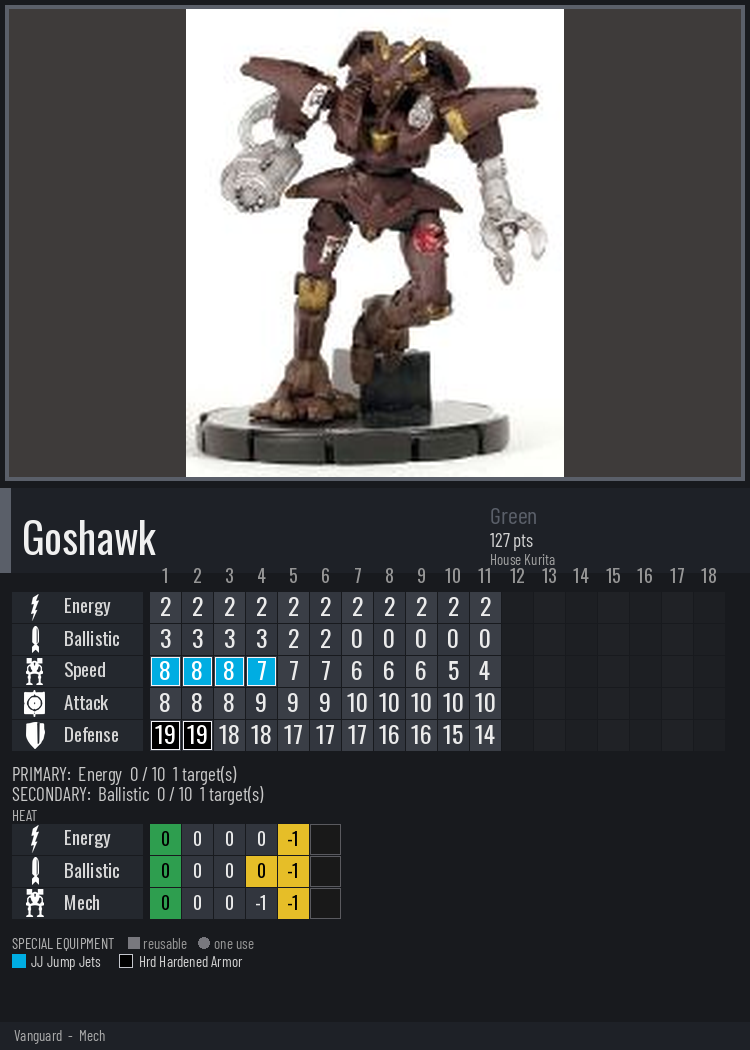 Goshawk
Green
127 pts
House Kurita
1 2 3 4 5 6 7 8 9 10 11 12 13 14 15 16 17 18
Energy 2 2 2 2 2 2 2 2 2 2 2
Ballistic 3 3 3 3 2 2 0 0 0 0 0
Speed 8 8 8 7 7 7 6 6 6 5 4
Attack 8 8 8 9 9 9 10 10 10 10 10
Defense 19 19 18 18 17 17 17 16 16 15 14
PRIMARY: Energy 0 / 10 1 target(s)
SECONDARY: Ballistic 0 / 10 1 target(s)
HEAT
Energy 0 0 0 0 -1
Ballistic 0 0 0 0 -1
Mech 0 0 0 -1 -1
SPECIAL EQUIPMENT reusable one use
JJ Jump Jets Hrd Hardened Armor
Vanguard - Mech